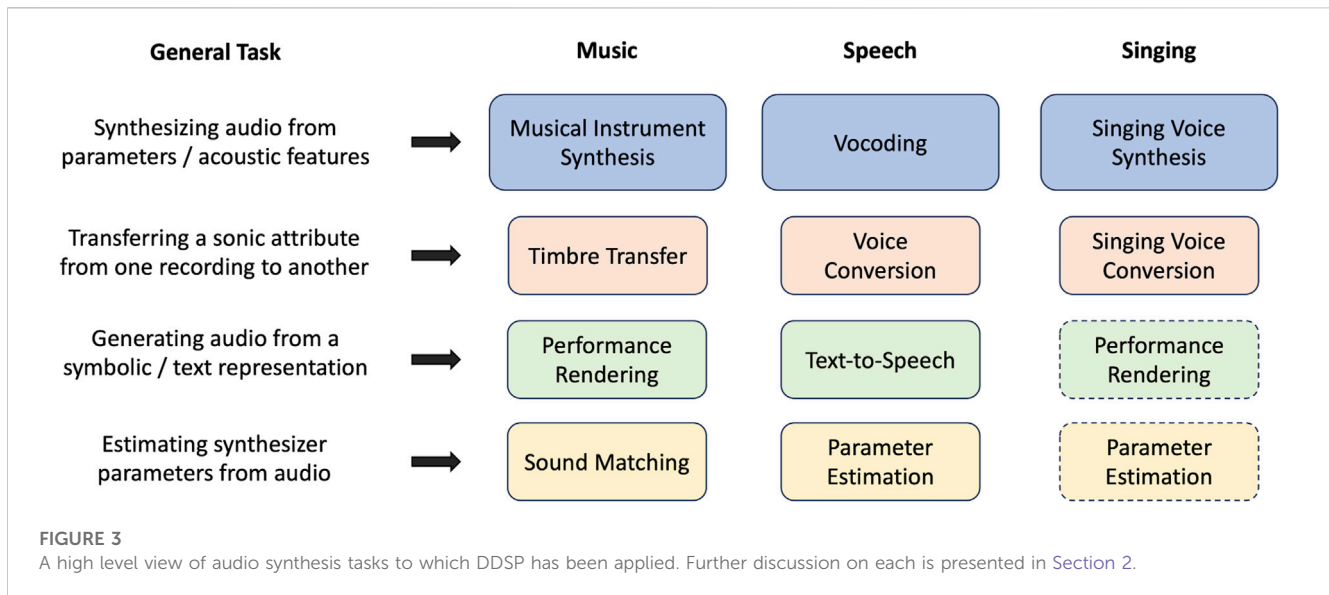 General Task
Music
Speech
Singing
Synthesizing audio from
parameters / acoustic features
Musical Instrument
Synthesis
Vocoding
Singing Voice
Synthesis
Transferring a sonic attribute
from one recording to another
Timbre Transfer
Voice
Conversion
Singing Voice
Conversion
Generating audio from a
symbolic / text representation
Performance
Rendering
Text-to-Speech
Performance
Rendering
Estimating synthesizer
parameters from audio
Sound Matching
Parameter
Estimation
Parameter
Estimation
FIGURE 3
A high level view of audio synthesis tasks to which DDSP has been applied. Further discussion on each is presented in Section 2.